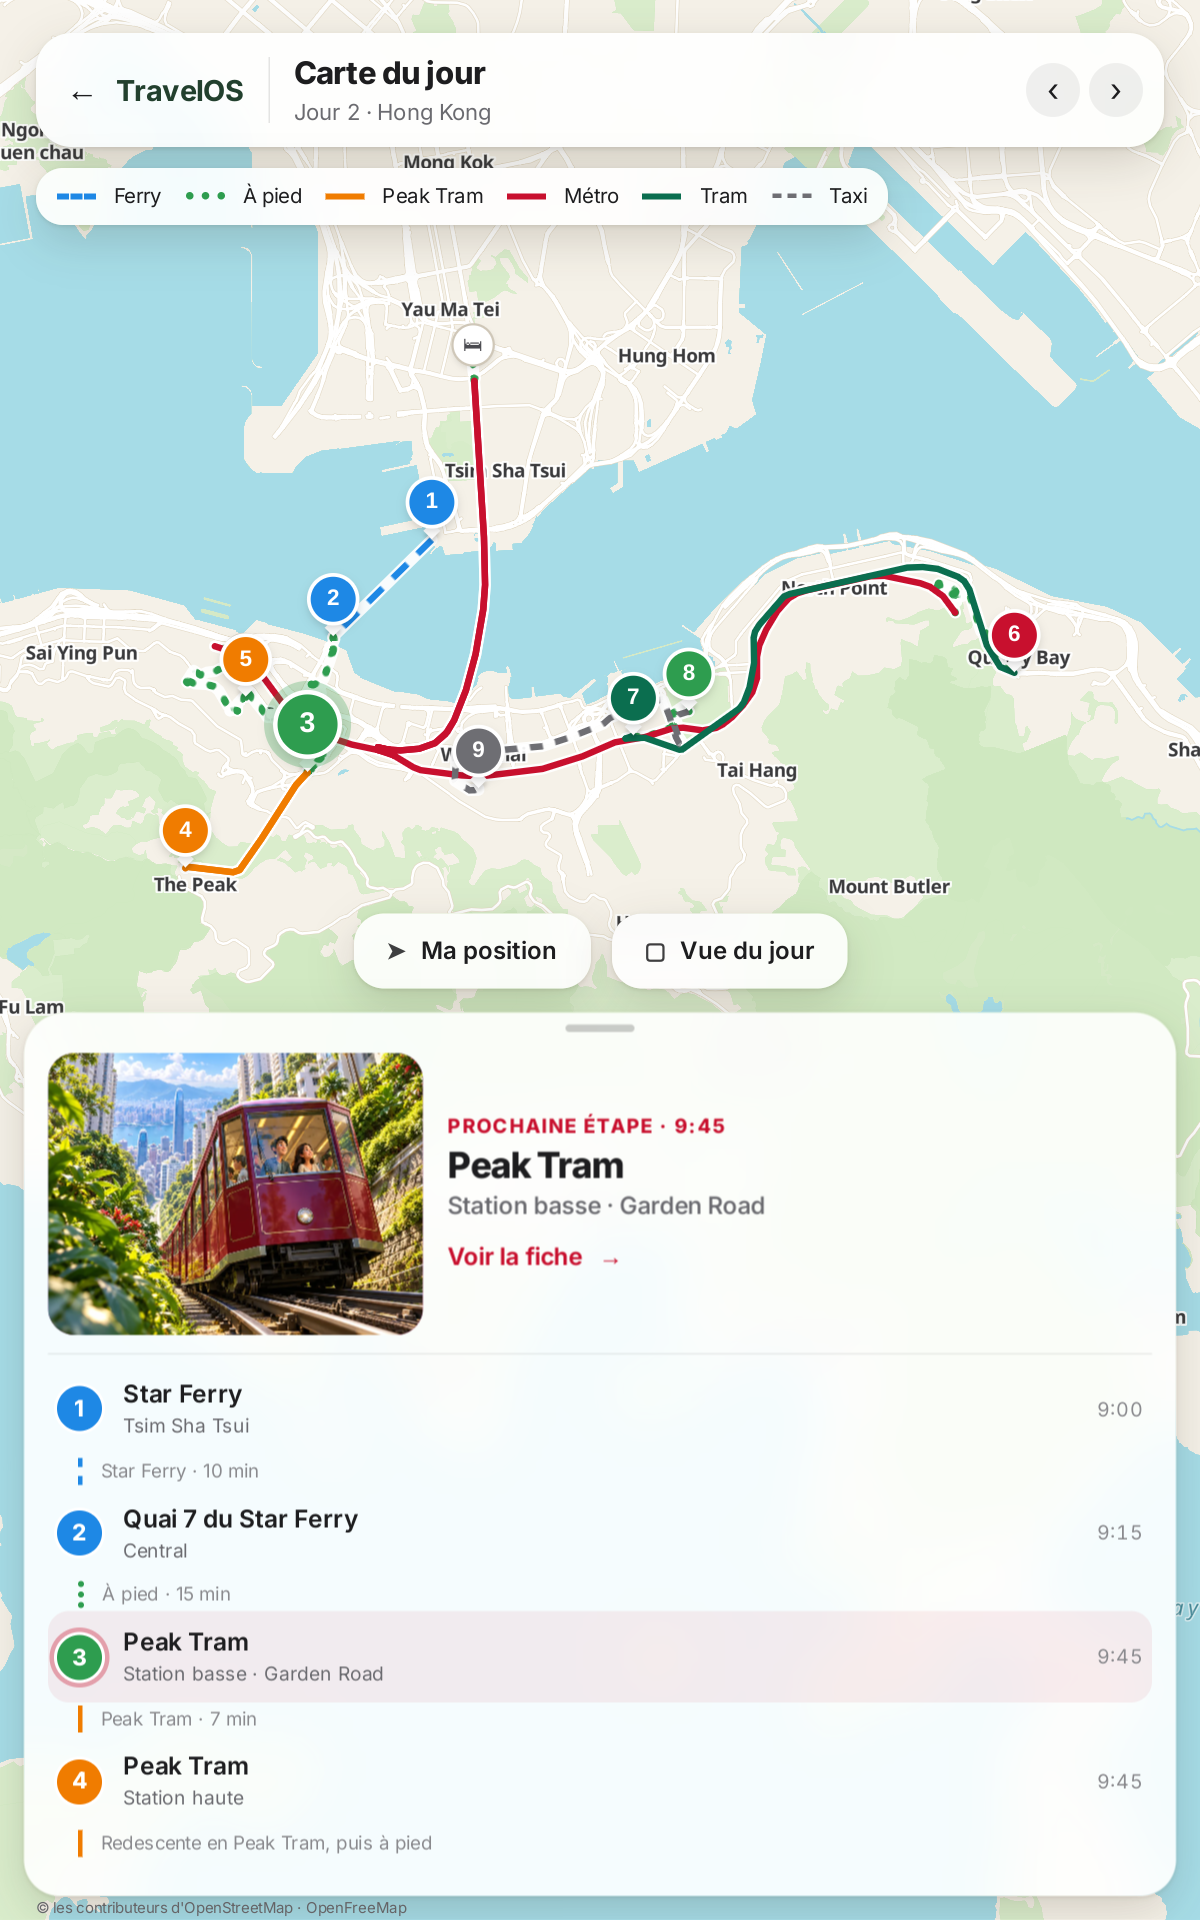 ← TravelOS
Carte du jour
Jour 2 · Hong Kong
‹ ›
uen chau
Mong Kok
Ferry
À pied
Peak Tram
Métro
Tram
Taxi
Yau Ma Tei
Hung Hom
Tsim Sha Tsui
1
2
North Point
Sai Ying Pun
5
6
Quarry Bay
3
7
8
9
Tai Hang
4
The Peak
Mount Butler
Ma position
Vue du jour
Fu Lam
PROCHAINE ÉTAPE · 9:45
Peak Tram
Station basse · Garden Road
Voir la fiche →
1 Star Ferry 9:00
Tsim Sha Tsui
Star Ferry · 10 min
2 Quai 7 du Star Ferry 9:15
Central
À pied · 15 min
3 Peak Tram 9:45
Station basse · Garden Road
Peak Tram · 7 min
4 Peak Tram 9:45
Station haute
Redescente en Peak Tram, puis à pied
© les contributeurs d'OpenStreetMap · OpenFreeMap